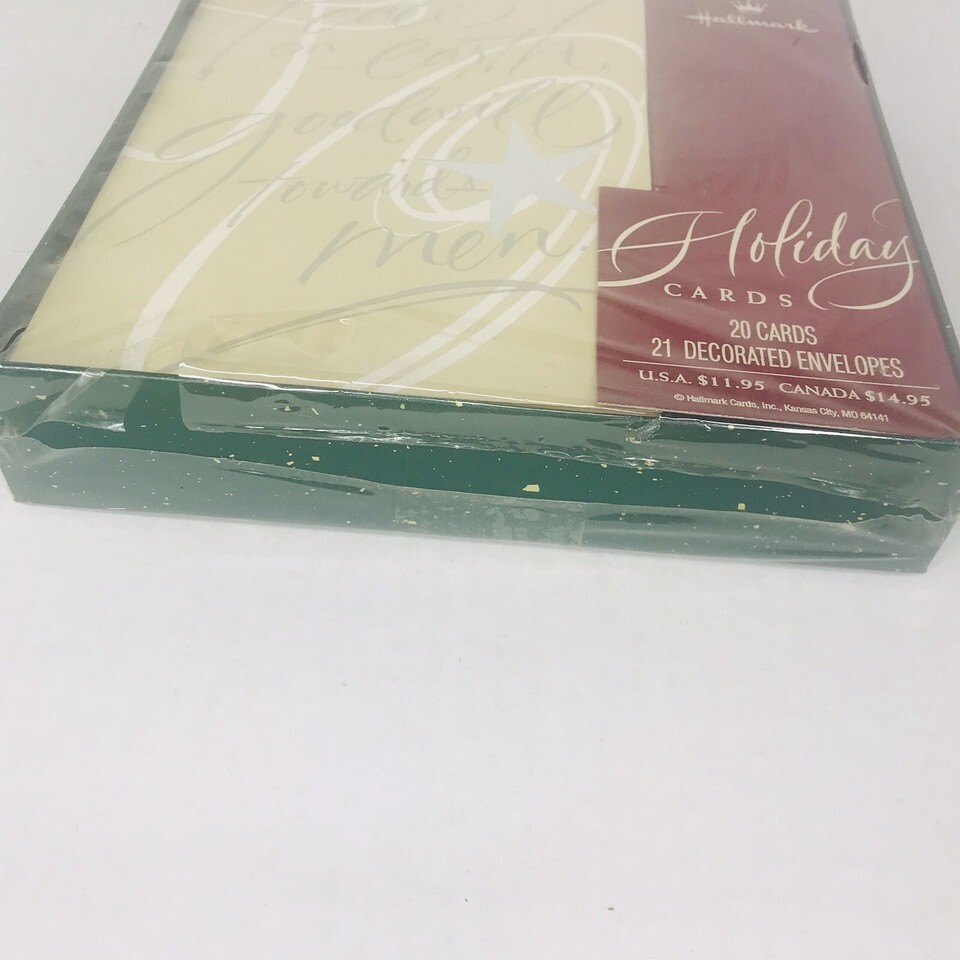 Hallmark
on earth,
goodwill
towards
men.
Holiday
CARDS
20 CARDS
21 DECORATED ENVELOPES
U.S.A. $11.95 CANADA $14.95
© Hallmark Cards, Inc., Kansas City, MO 64141